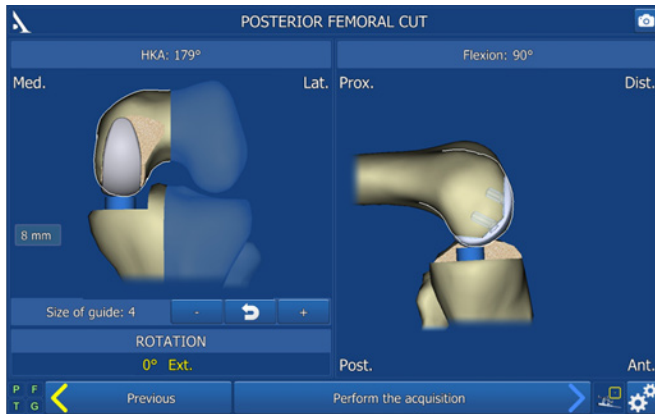 POSTERIOR FEMORAL CUT
HKA: 179°
Flexion: 90°
Med.
Lat.
Prox.
Dist.
8 mm
Size of guide: 4
-
+
ROTATION
0° Ext.
Post.
Ant.
P F
T G
Previous
Perform the acquisition